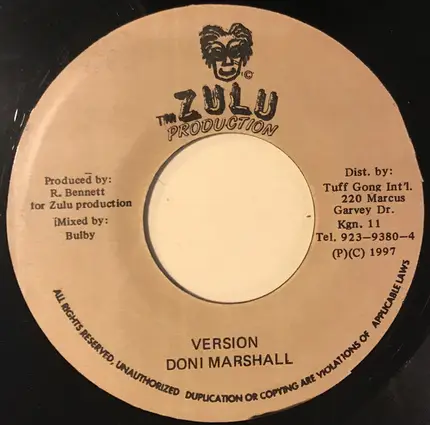 ©
TM ZULU
PRODUCTION
Produced by:
R. Bennett
for Zulu production
iMixed by:
Bulby
Dist. by:
Tuff Gong Int'l.
220 Marcus
Garvey Dr.
Kgn. 11
Tel. 923-9380-4
(P)(C) 1997
VERSION
DONI MARSHALL
ALL RIGHTS RESERVED, UNAUTHORIZED DUPLICATION OR COPYING ARE VIOLATIONS OF APPLICABLE LAWS